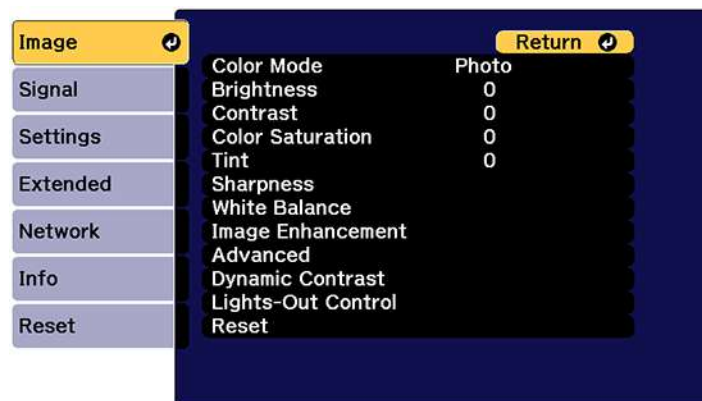 Image
Signal
Settings
Extended
Network
Info
Reset
Return
Color Mode Photo
Brightness 0
Contrast 0
Color Saturation 0
Tint 0
Sharpness
White Balance
Image Enhancement
Advanced
Dynamic Contrast
Lights-Out Control
Reset